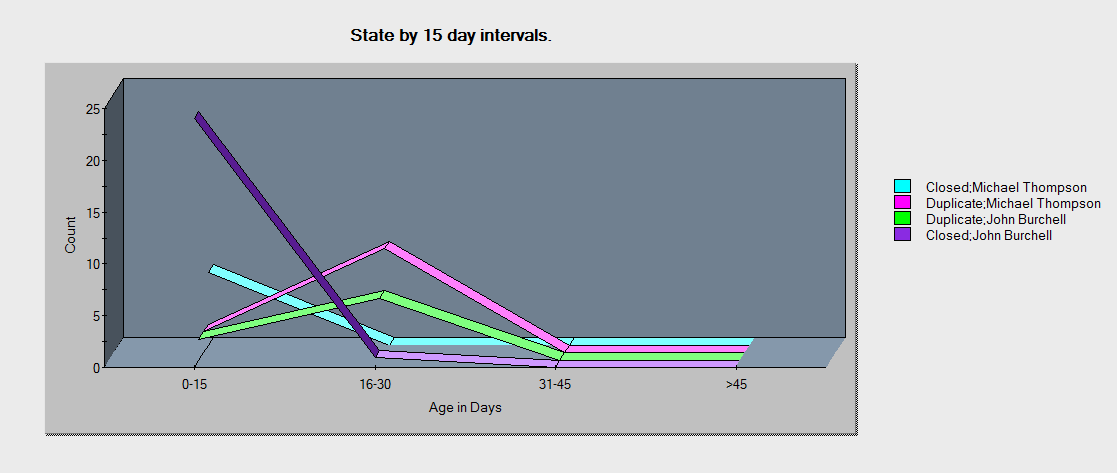 State by 15 day intervals.
25
20
15
10
5
0
Count
0-15
16-30
31-45
>45
Age in Days
Closed;Michael Thompson
Duplicate;Michael Thompson
Duplicate;John Burchell
Closed;John Burchell